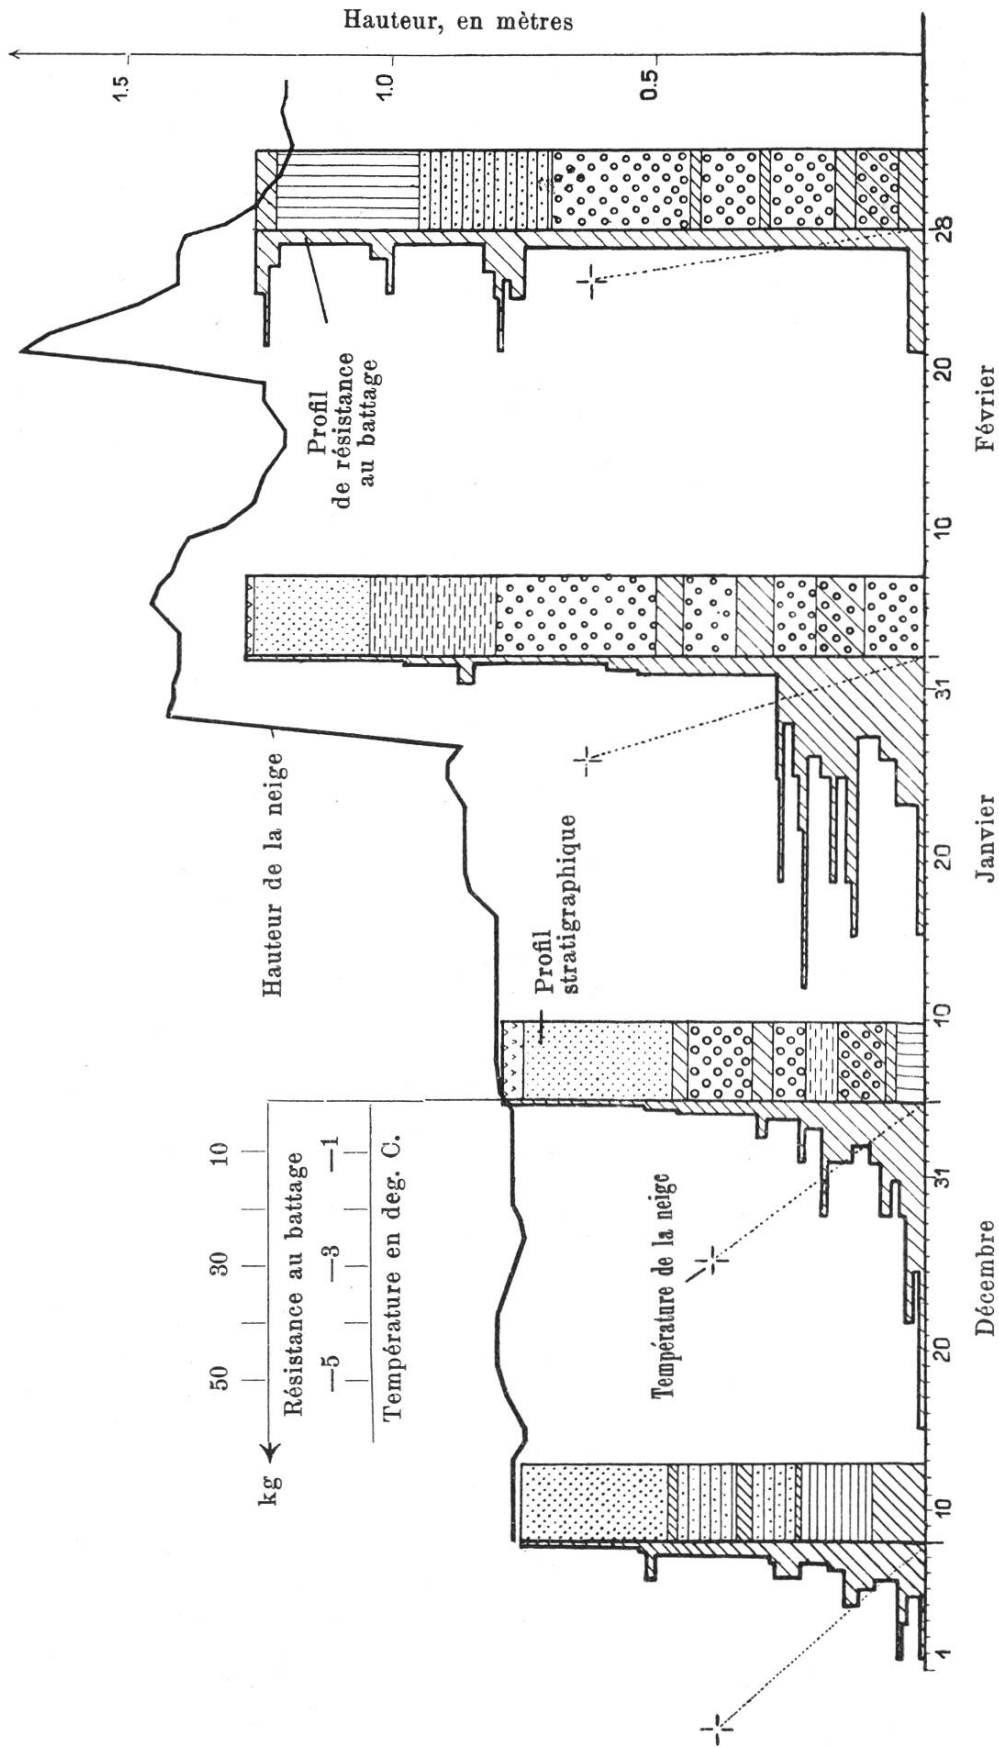 Hauteur, en mètres
1.5
1.0
0.5
28
20
10
Février
Profil
de résistance
au battage
31
20
10
Janvier
Hauteur de la neige
Profil
stratigraphique
kg
50
30
10
Résistance au battage
—5
—3
—1
Température en deg. C.
Température de la neige
31
20
10
1
Décembre